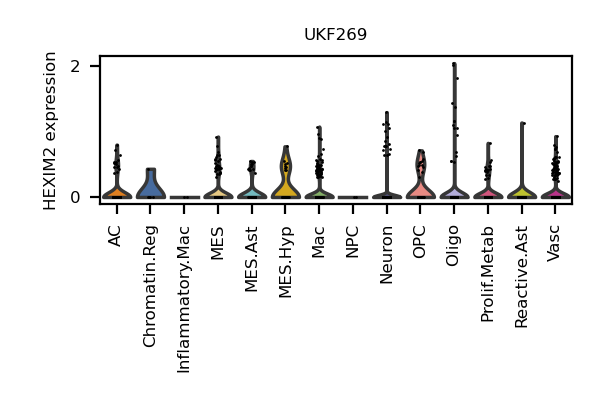 UKF269
HEXIM2 expression
2
0
AC
Chromatin.Reg
Inflammatory.Mac
MES
MES.Ast
MES.Hyp
Mac
NPC
Neuron
OPC
Oligo
Prolif.Metab
Reactive.Ast
Vasc